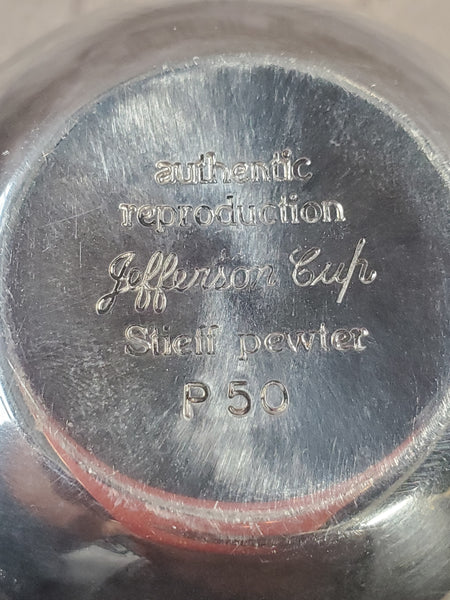 authentic
reproduction
Jefferson Cup
Stieff pewter
P 50